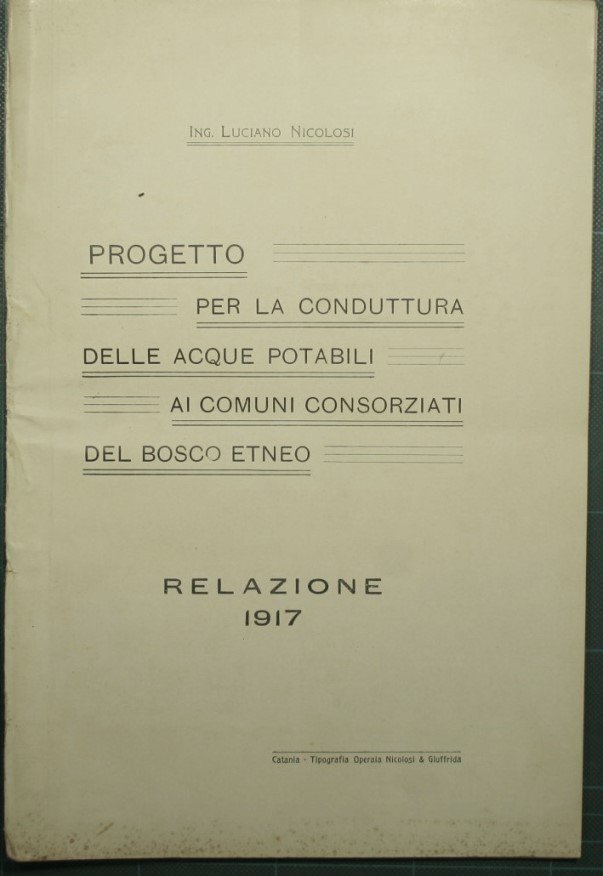 ING. LUCIANO NICOLOSI
PROGETTO
PER LA CONDUTTURA
DELLE ACQUE POTABILI
AI COMUNI CONSORZIATI
DEL BOSCO ETNEO
RELAZIONE
1917
Catania - Tipografia Operaia Nicolosi & Giuffrida